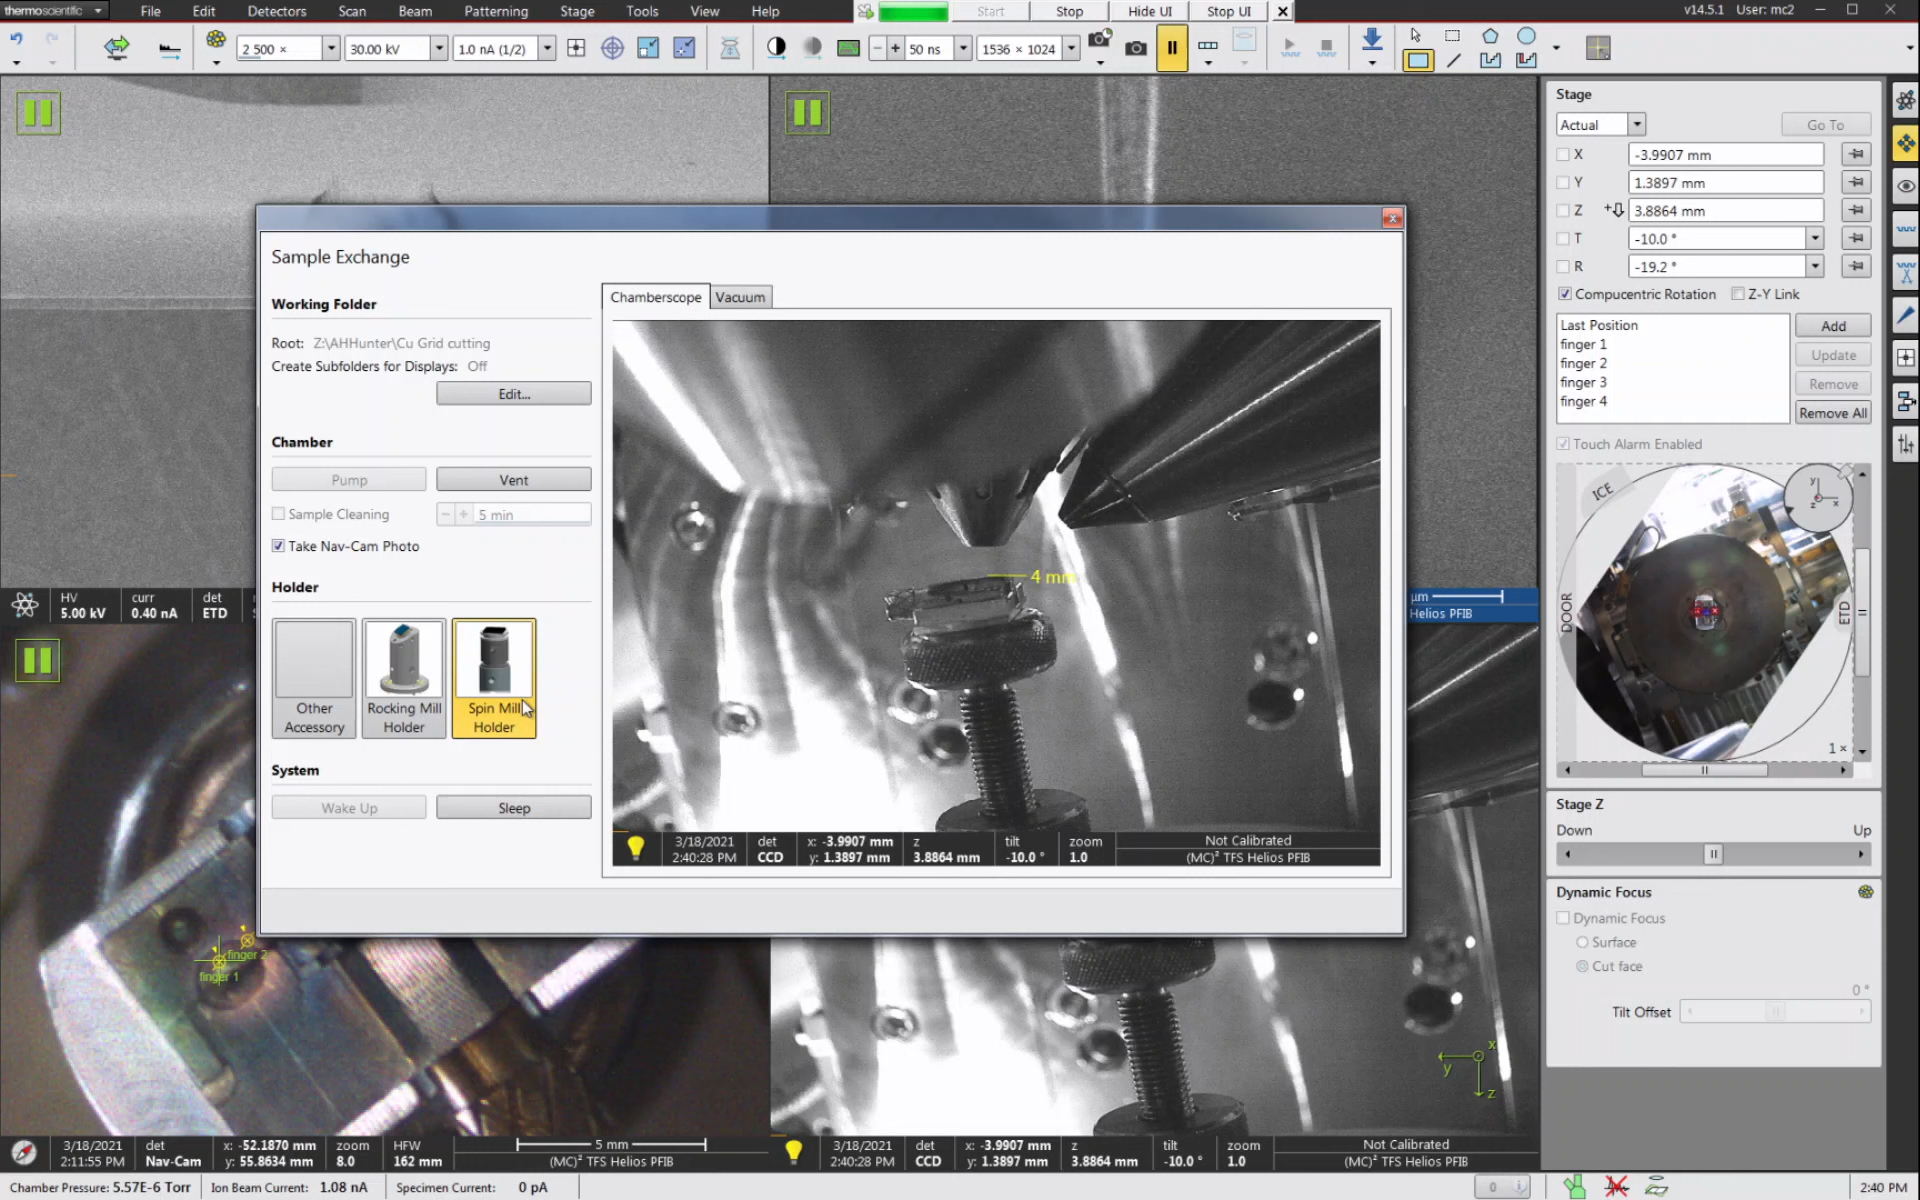 thermoscientific
File Edit Detectors Scan Beam Patterning Stage Tools View Help
Start Stop Hide UI Stop UI
v14.5.1 User: mc2
2 500 × 30.00 kV 1.0 nA (1/2) 50 ns 1536 × 1024
Stage
Actual Go To
X -3.9907 mm
Y 1.3897 mm
Z 3.8864 mm
T -10.0 °
R -19.2 °
Compucentric Rotation Z-Y Link
Last Position
finger 1
finger 2
finger 3
finger 4
Add
Update
Remove
Remove All
Touch Alarm Enabled
ICE
DOOR
ETD
y
x
z
1 ×
Stage Z
Down Up
Dynamic Focus
Dynamic Focus
Surface
Cut face
0 °
Tilt Offset
Sample Exchange
Working Folder
Root: Z:\AHHunter\Cu Grid cutting
Create Subfolders for Displays: Off
Edit...
Chamber
Pump Vent
Sample Cleaning 5 min
Take Nav-Cam Photo
Holder
Other Accessory
Rocking Mill Holder
Spin Mill Holder
System
Wake Up Sleep
Chamberscope Vacuum
4 mm
3/18/2021 det x: -3.9907 mm z tilt zoom Not Calibrated
2:40:28 PM CCD y: 1.3897 mm 3.8864 mm -10.0 ° 1.0 (MC)² TFS Helios PFIB
HV curr det
5.00 kV 0.40 nA ETD
µm
Helios PFIB
finger 2
finger 1
x
y
z
3/18/2021 det x: -52.1870 mm zoom HFW 5 mm
2:11:55 PM Nav-Cam y: 55.8634 mm 8.0 162 mm (MC)² TFS Helios PFIB
3/18/2021 det x: -3.9907 mm z tilt zoom Not Calibrated
2:40:28 PM CCD y: 1.3897 mm 3.8864 mm -10.0 ° 1.0 (MC)² TFS Helios PFIB
Chamber Pressure: 5.57E-6 Torr Ion Beam Current: 1.08 nA Specimen Current: 0 pA
0
2:40 PM